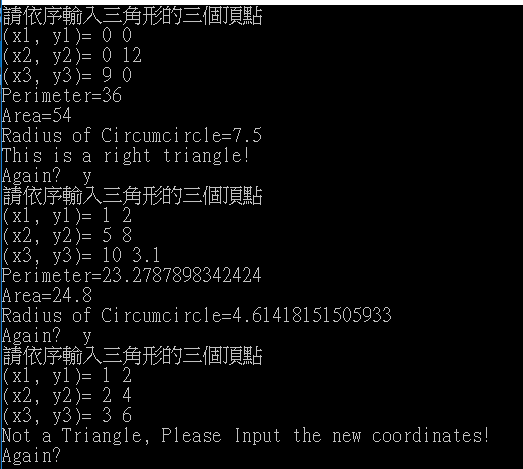 請依序輸入三角形的三個頂點
(x1, y1)= 0 0
(x2, y2)= 0 12
(x3, y3)= 9 0
Perimeter=36
Area=54
Radius of Circumcircle=7.5
This is a right triangle!
Again?  y
請依序輸入三角形的三個頂點
(x1, y1)= 1 2
(x2, y2)= 5 8
(x3, y3)= 10 3.1
Perimeter=23.2787898342424
Area=24.8
Radius of Circumcircle=4.61418151505933
Again?  y
請依序輸入三角形的三個頂點
(x1, y1)= 1 2
(x2, y2)= 2 4
(x3, y3)= 3 6
Not a Triangle, Please Input the new coordinates!
Again?